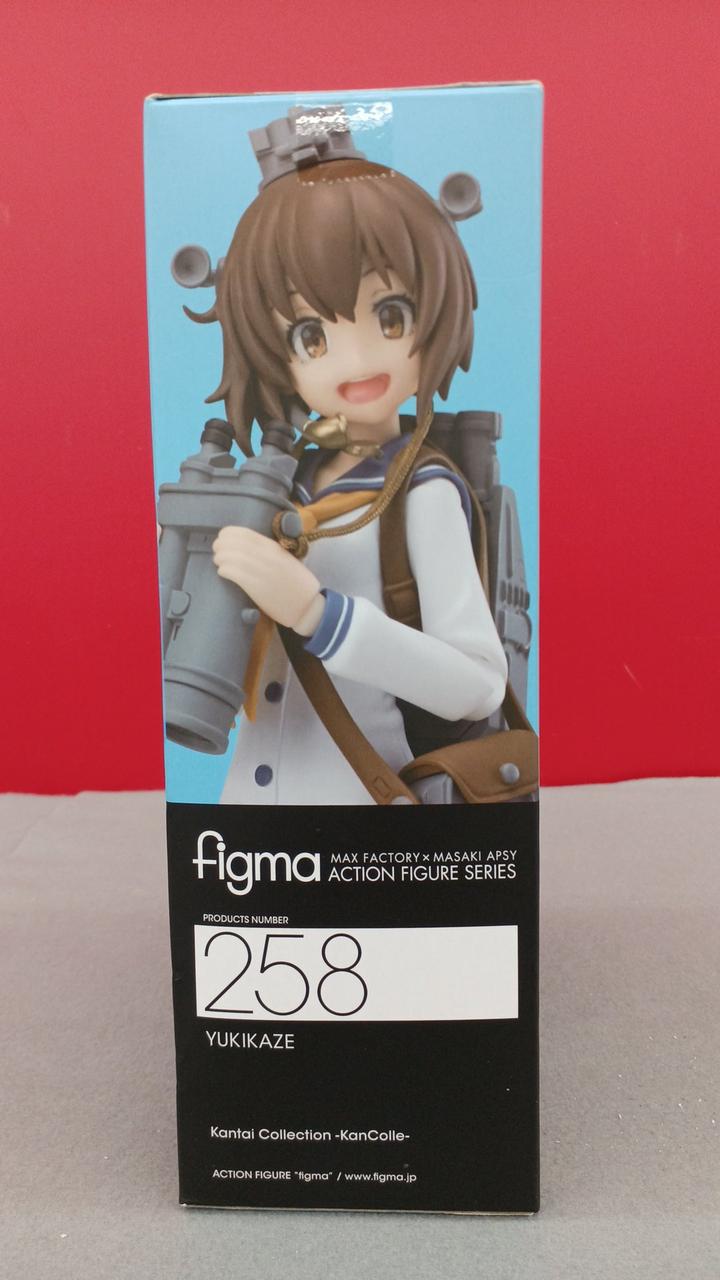 figma MAX FACTORY × MASAKI APSY
ACTION FIGURE SERIES
PRODUCTS NUMBER
258
YUKIKAZE
Kantai Collection -KanColle-
ACTION FIGURE "figma" / www.figma.jp